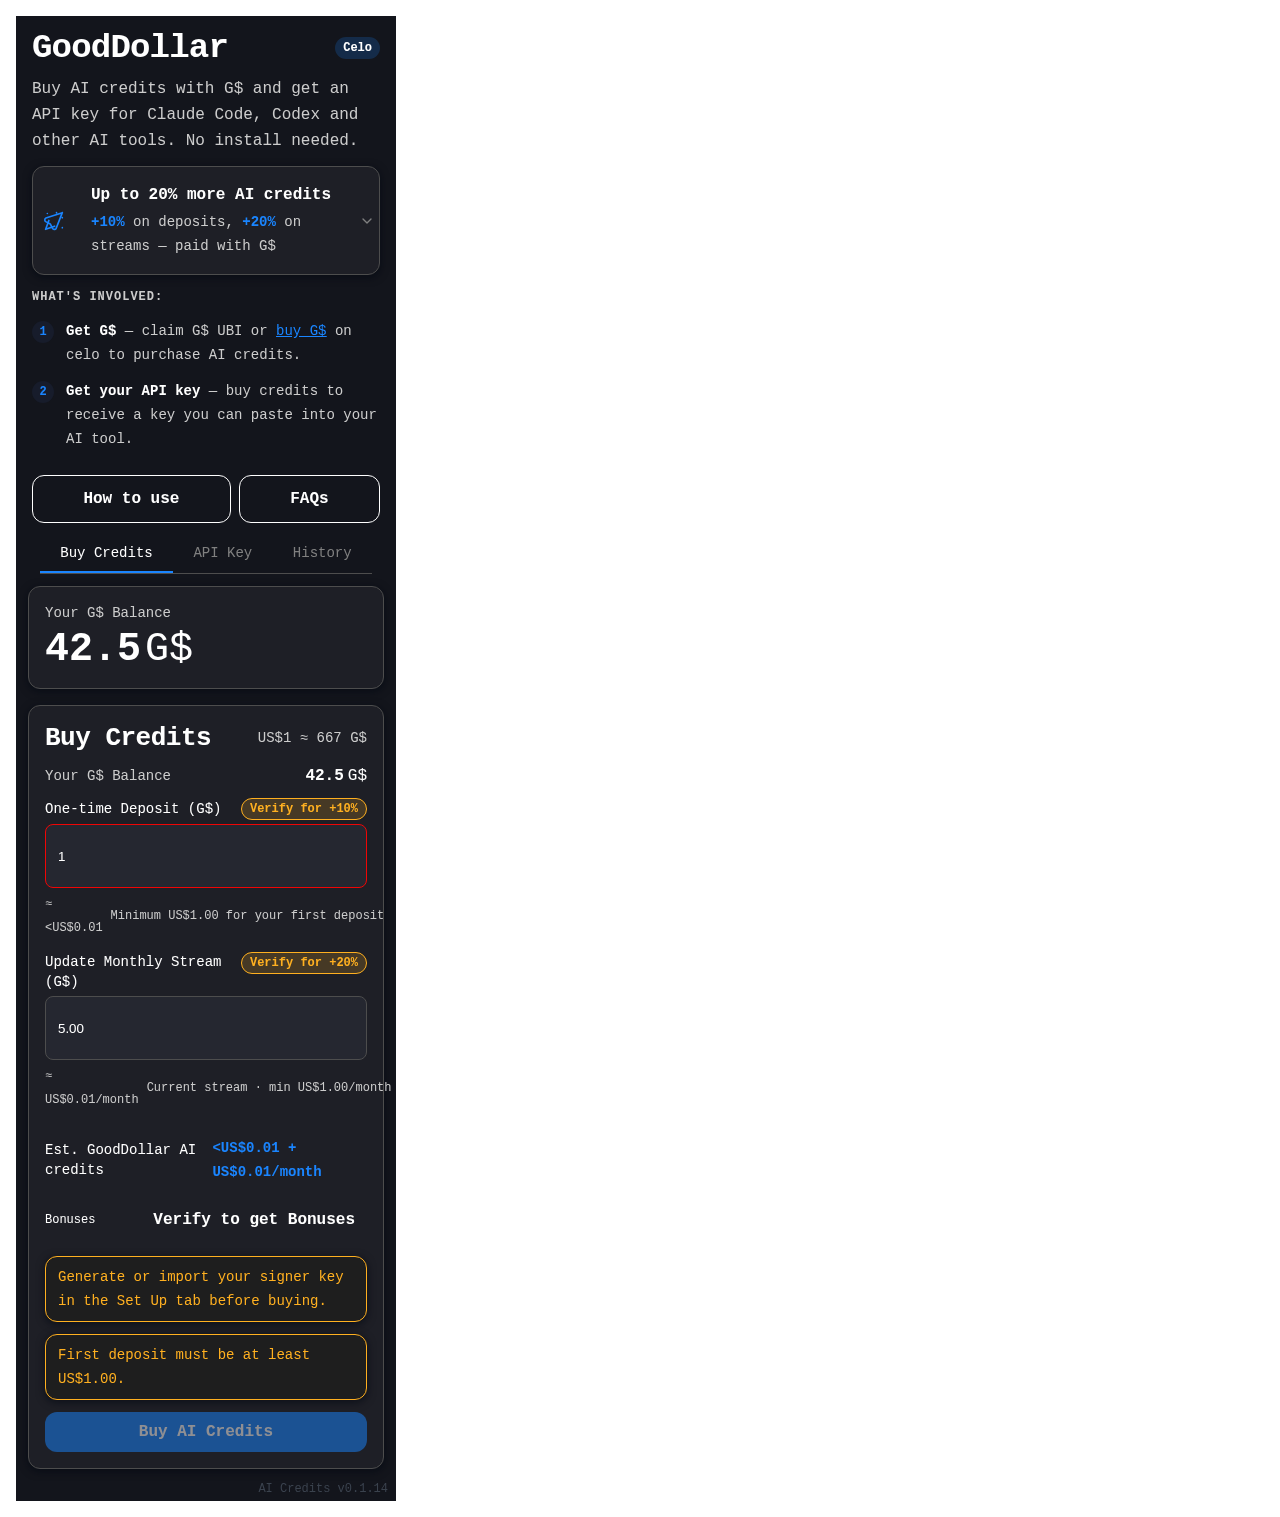 GoodDollar
Celo
Buy AI credits with G$ and get an
API key for Claude Code, Codex and
other AI tools. No install needed.
Up to 20% more AI credits
+10% on deposits, +20% on
streams — paid with G$
WHAT'S INVOLVED:
1 Get G$ — claim G$ UBI or buy G$ on
celo to purchase AI credits.
2 Get your API key — buy credits to
receive a key you can paste into your
AI tool.
How to use
FAQs
Buy Credits
API Key
History
Your G$ Balance
42.5 G$
Buy Credits
US$1 ≈ 667 G$
Your G$ Balance
42.5 G$
One-time Deposit (G$)
Verify for +10%
1
≈
<US$0.01
Minimum US$1.00 for your first deposit
Update Monthly Stream
(G$)
Verify for +20%
5.00
≈
US$0.01/month
Current stream · min US$1.00/month
Est. GoodDollar AI
credits
<US$0.01 +
US$0.01/month
Bonuses
Verify to get Bonuses
Generate or import your signer key
in the Set Up tab before buying.
First deposit must be at least
US$1.00.
Buy AI Credits
AI Credits v0.1.14